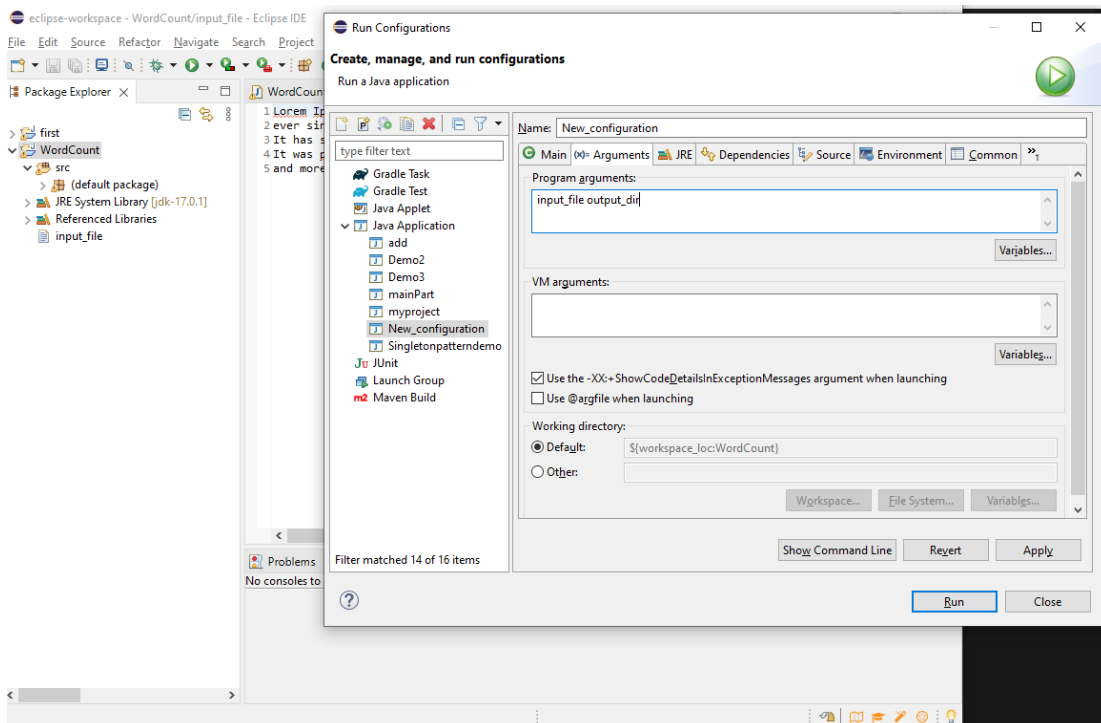 eclipse-workspace - WordCount/input_file - Eclipse IDE
File Edit Source Refactor Navigate Search Project
Package Explorer
first
WordCount
src
(default package)
JRE System Library [jdk-17.0.1]
Referenced Libraries
input_file
WordCoun
1 Lorem Ip
2 ever sin
3 It has s
4 It was p
5 and more
Problems
No consoles to
Run Configurations
Create, manage, and run configurations
Run a Java application
type filter text
Gradle Task
Gradle Test
Java Applet
Java Application
add
Demo2
Demo3
mainPart
myproject
New_configuration
Singletonpatterndemo
Ju JUnit
Launch Group
m2 Maven Build
Filter matched 14 of 16 items
Name: New_configuration
Main (x)= Arguments JRE Dependencies Source Environment Common »1
Program arguments:
input_file output_dir
Variables...
VM arguments:
Variables...
Use the -XX:+ShowCodeDetailsInExceptionMessages argument when launching
Use @argfile when launching
Working directory:
Default: ${workspace_loc:WordCount}
Other:
Workspace... File System... Variables...
Show Command Line Revert Apply
Run Close